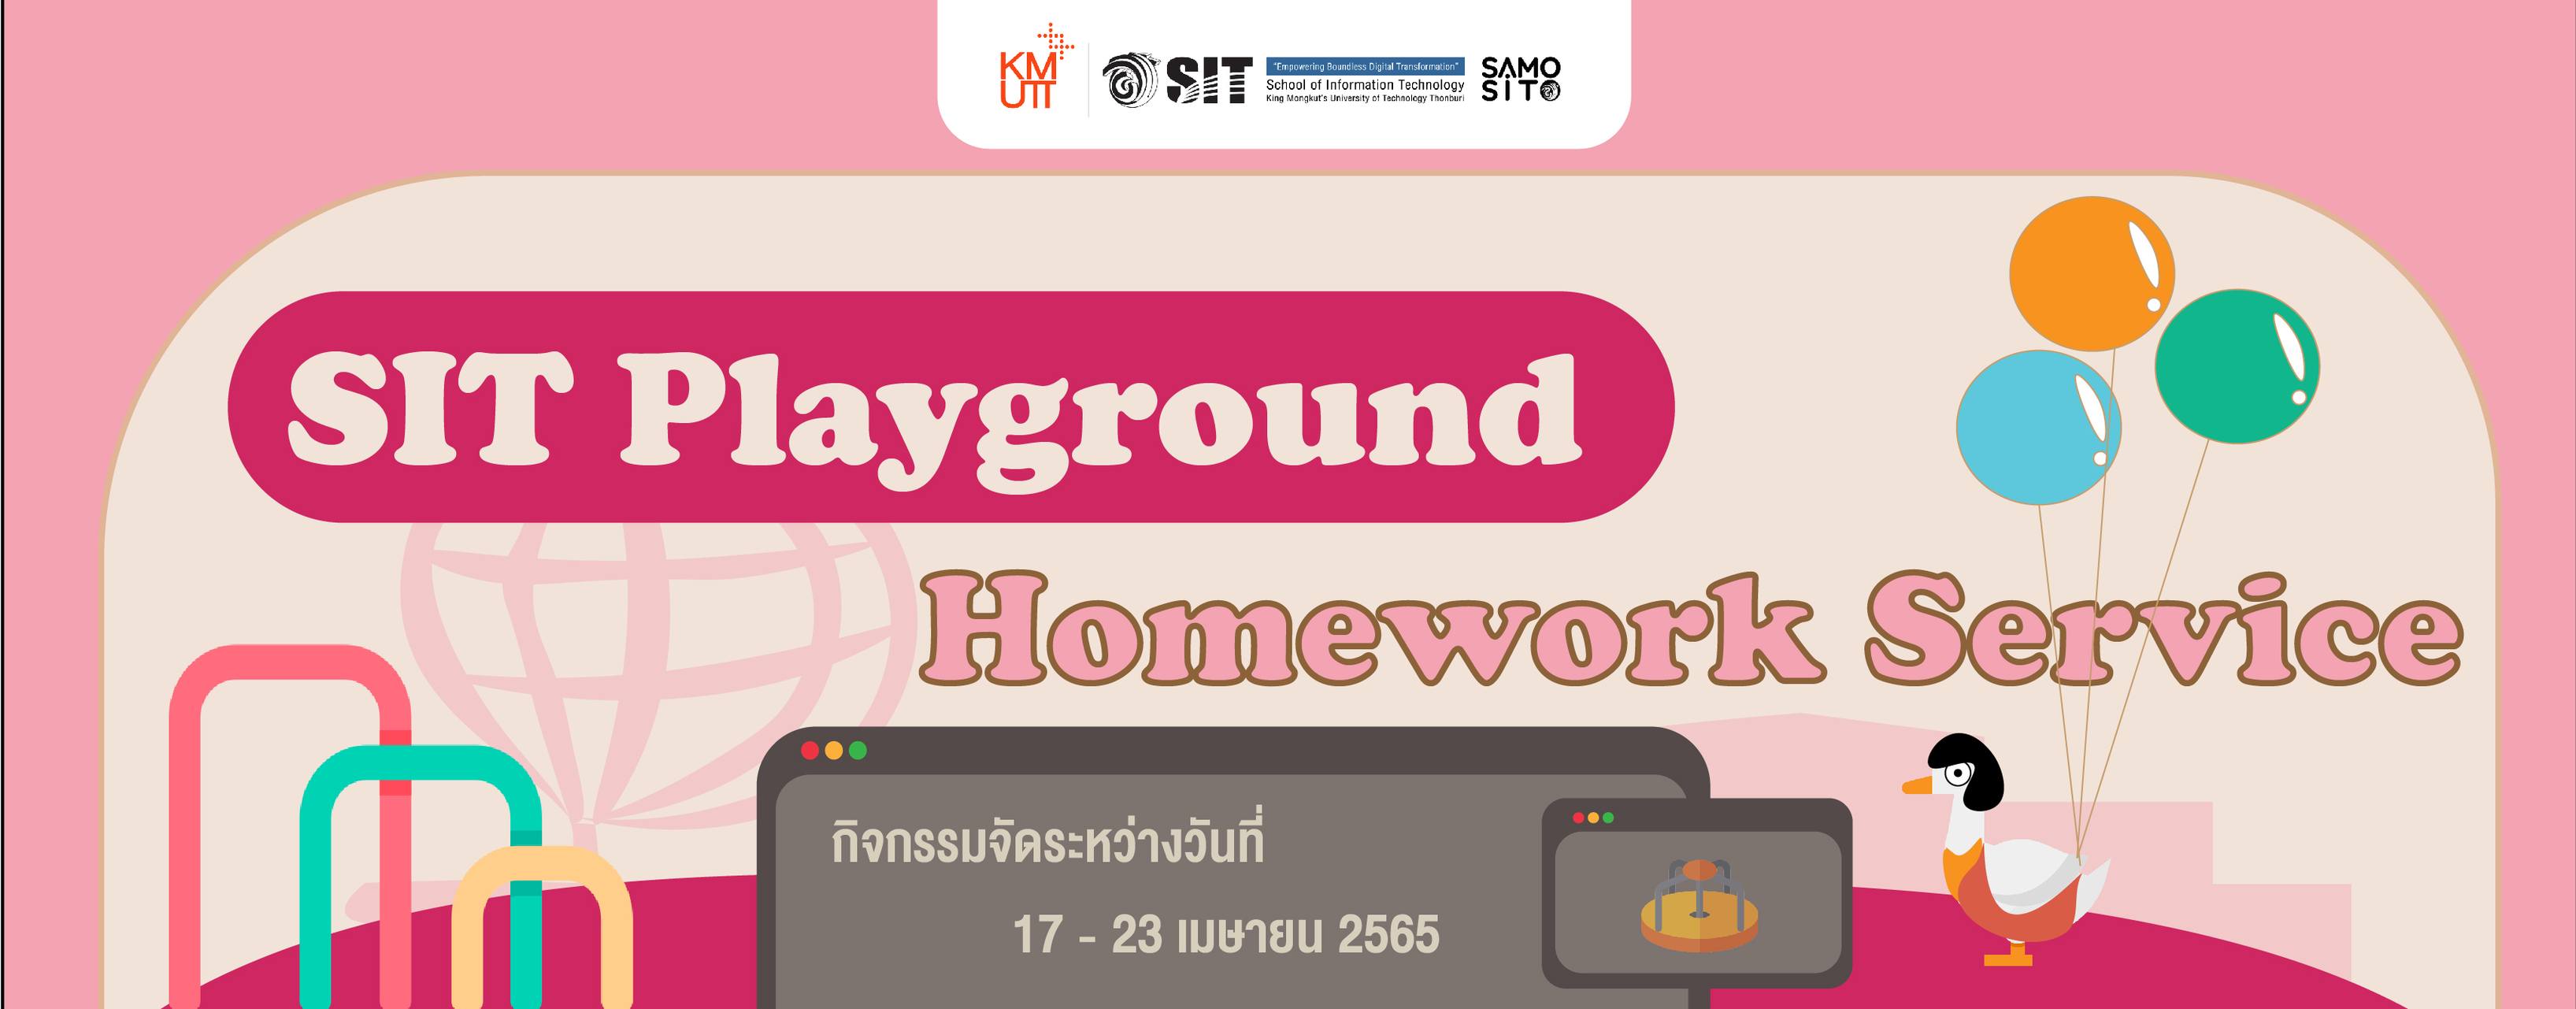 KM
UTT
SIT
"Empowering Boundless Digital Transformation"
School of Information Technology
King Mongkut's University of Technology Thonburi
SAMO
SIT
SIT Playground
Homework Service
กิจกรรมจัดระหว่างวันที่
17 - 23 เมษายน 2565